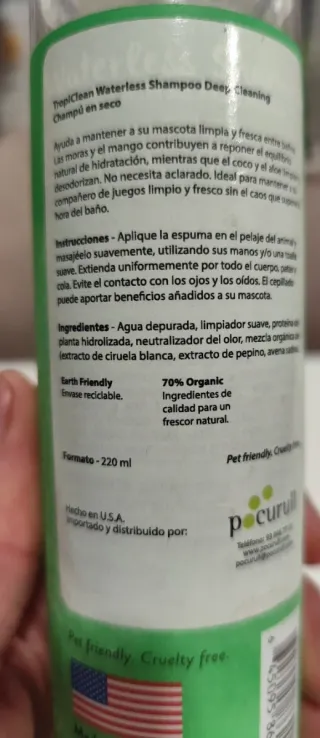 Waterless S
TropiClean Waterless Shampoo Deep Cleaning
Champú en seco
Ayuda a mantener a su mascota limpia y fresca entre
Las moras y el mango contribuyen a reponer el equilibrio
natural de hidratación, mientras que el coco y el aloe
desodorizan. No necesita aclarado. Ideal para mantener a su
compañero de juegos limpio y fresco sin el caos que
hora del baño.
Instrucciones - Aplique la espuma en el pelaje del animal y
masajéelo suavemente, utilizando sus manos y/o una
suave. Extienda uniformemente por todo el cuerpo, patas y
cola. Evite el contacto con los ojos y los oídos. El cepillado
puede aportar beneficios añadidos a su mascota.
Ingredientes - Agua depurada, limpiador suave, proteína de
planta hidrolizada, neutralizador del olor, mezcla orgánica
(extracto de ciruela blanca, extracto de pepino, avena
Earth Friendly
Envase reciclable.
70% Organic
Ingredientes de
calidad para un
frescor natural.
Formato - 220 ml
Pet friendly. Cruelty
Hecho en U.S.A.
Importado y distribuido por:
pocurull
Teléfono:
www.pocurull.com
Pet friendly. Cruelty free.